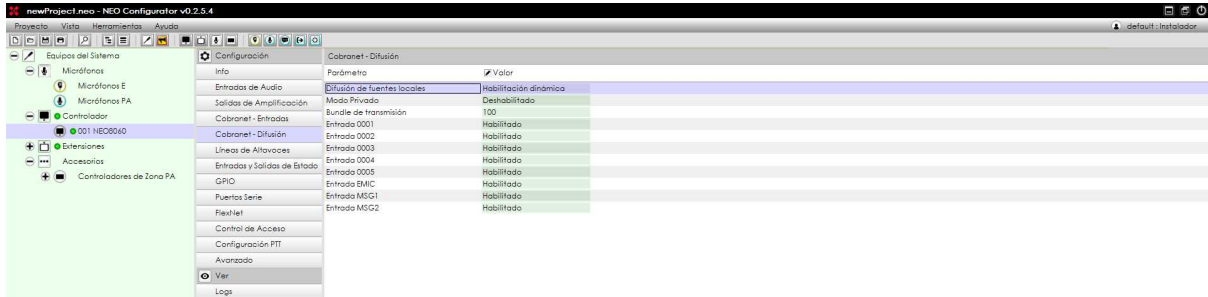 newProject.neo - NEO Configurator v0.2.5.4
Proyecto Vista Herramientas Ayuda
default : Instalador
Equipos del Sistema
Micrófonos
Micrófonos E
Micrófonos PA
Controlador
001 NEO8060
Extensiones
Accesorios
Controladores de Zona PA
Configuración
Info
Entradas de Audio
Salidas de Amplificación
Cobranet - Entradas
Cobranet - Difusión
Líneas de Altavoces
Entradas y Salidas de Estado
GPIO
Puertos Serie
FlexNet
Control de Acceso
Configuración PTT
Avanzado
Ver
Logs
Cobranet - Difusión
Parámetro Valor
Difusión de fuentes locales Habilitación dinámica
Modo Privado Deshabilitado
Bundle de transmisión 100
Entrada 0001 Habilitado
Entrada 0002 Habilitado
Entrada 0003 Habilitado
Entrada 0004 Habilitado
Entrada 0005 Habilitado
Entrada EMIC Habilitado
Entrada MSG1 Habilitado
Entrada MSG2 Habilitado